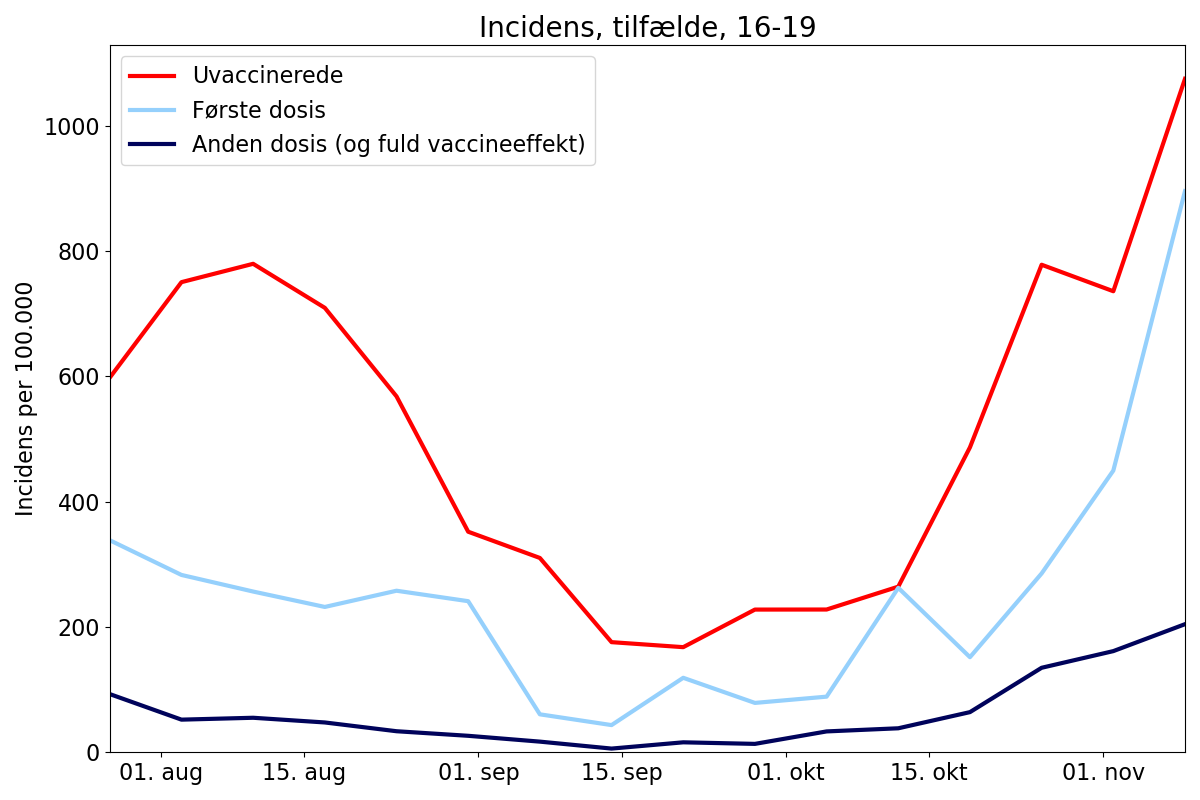 Incidens, tilfælde, 16-19
Uvaccinerede
Første dosis
Anden dosis (og fuld vaccineeffekt)
Incidens per 100.000
1000
800
600
400
200
0
01. aug
15. aug
01. sep
15. sep
01. okt
15. okt
01. nov